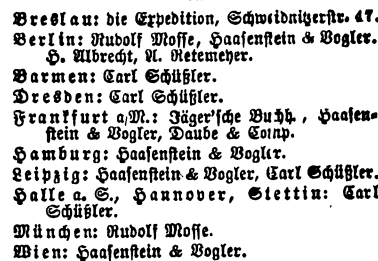 Breslau: die Expedition, Schweidnitzerstr. 47.
Berlin: Rudolf Mosse, Haasenstein & Vogler.
H. Albrecht, A. Retemeyer.
Barmen: Carl Schüßler.
Dresden: Carl Schüßler.
Frankfurt a/M.: Jäger'sche Buchh., Haasen-
stein & Vogler, Daube & Comp.
Hamburg: Haasenstein & Vogler.
Leipzig: Haasenstein & Vogler, Carl Schüßler.
Halle a. S., Hannover, Stettin: Carl
Schüßler.
München: Rudolf Mosse.
Wien: Haasenstein & Vogler.